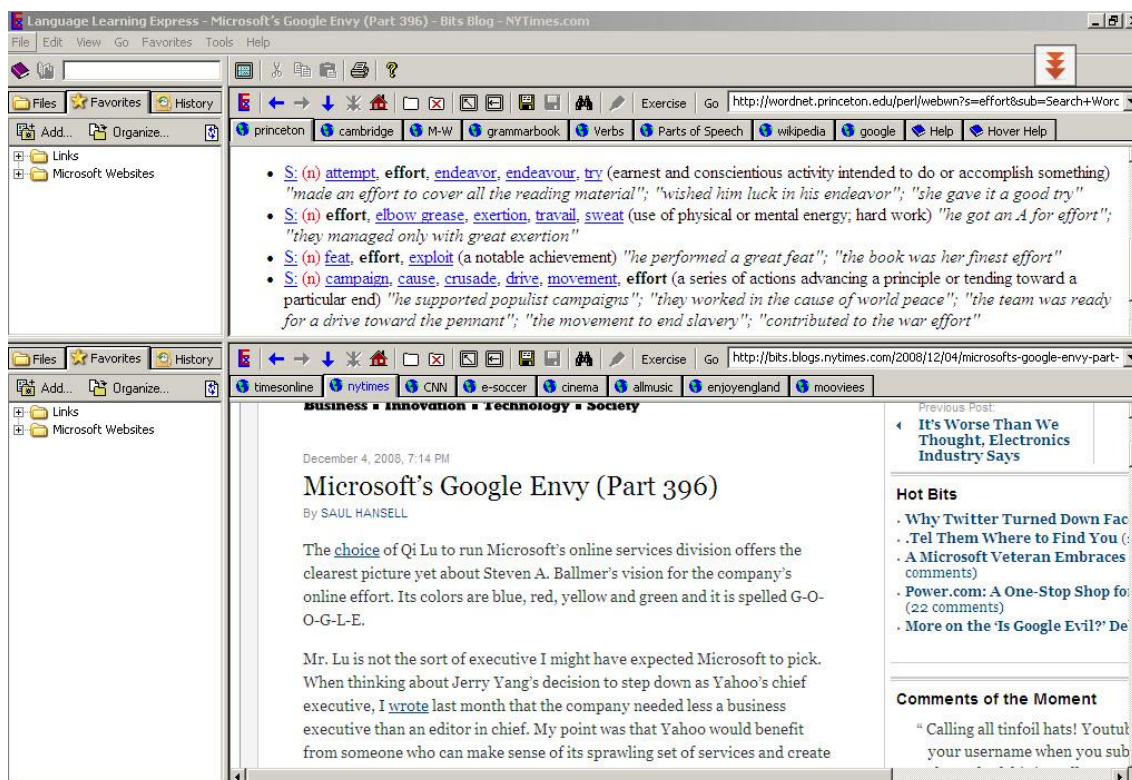 Language Learning Express - Microsoft's Google Envy (Part 396) - Bits Blog - NYTimes.com
File Edit View Go Favorites Tools Help
Files Favorites History
Exercise Go http://wordnet.princeton.edu/perl/webwn?s=effort&sub=Search+Worc
Add... Organize...
princeton cambridge M-W grammarbook Verbs Parts of Speech wikipedia google Help Hover Help
Links
Microsoft Websites
• S: (n) attempt, effort, endeavor, endeavour, try (earnest and conscientious activity intended to do or accomplish something)
"made an effort to cover all the reading material"; "wished him luck in his endeavor"; "she gave it a good try"
• S: (n) effort, elbow grease, exertion, travail, sweat (use of physical or mental energy; hard work) "he got an A for effort";
"they managed only with great exertion"
• S: (n) feat, effort, exploit (a notable achievement) "he performed a great feat"; "the book was her finest effort"
• S: (n) campaign, cause, crusade, drive, movement, effort (a series of actions advancing a principle or tending toward a
particular end) "he supported populist campaigns"; "they worked in the cause of world peace"; "the team was ready
for a drive toward the pennant"; "the movement to end slavery"; "contributed to the war effort"
Files Favorites History
Exercise Go http://bits.blogs.nytimes.com/2008/12/04/microsofts-google-envy-part-
Add... Organize...
timesonline nytimes CNN e-soccer cinema allmusic enjoyengland mooviees
Links
Microsoft Websites
Business ▪ Innovation ▪ Technology ▪ Society
December 4, 2008, 7:14 PM
Microsoft's Google Envy (Part 396)
By SAUL HANSELL
The choice of Qi Lu to run Microsoft's online services division offers the
clearest picture yet about Steven A. Ballmer's vision for the company's
online effort. Its colors are blue, red, yellow and green and it is spelled G-O-
O-G-L-E.
Mr. Lu is not the sort of executive I might have expected Microsoft to pick.
When thinking about Jerry Yang's decision to step down as Yahoo's chief
executive, I wrote last month that the company needed less a business
executive than an editor in chief. My point was that Yahoo would benefit
from someone who can make sense of its sprawling set of services and create
Previous Post:
It's Worse Than We
Thought, Electronics
Industry Says
Hot Bits
Why Twitter Turned Down Fac
.Tel Them Where to Find You
A Microsoft Veteran Embraces
comments)
Power.com: A One-Stop Shop fo
(22 comments)
More on the 'Is Google Evil?' De
Comments of the Moment
“ Calling all tinfoil hats! Youtub
your username when you sub